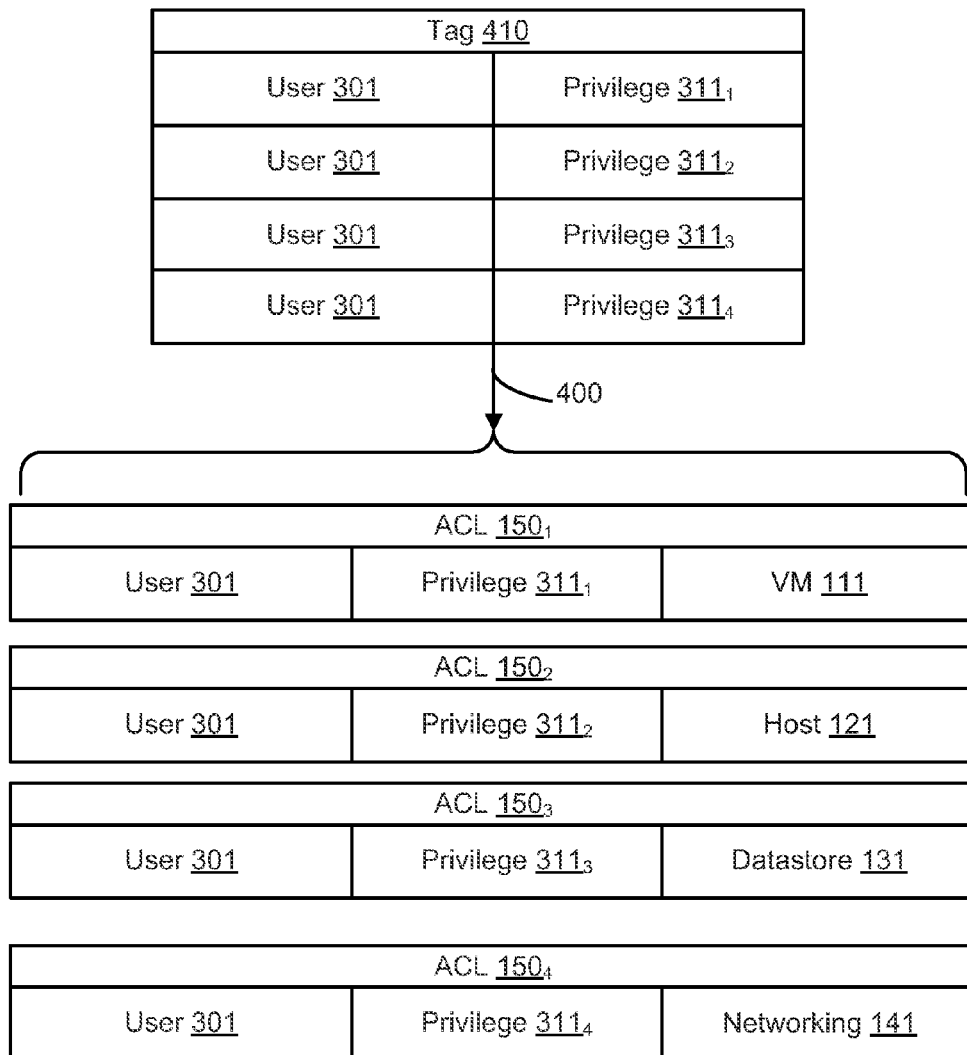 Tag 410
User 301 Privilege 311₁
User 301 Privilege 311₂
User 301 Privilege 311₃
User 301 Privilege 311₄
400
ACL 150₁
User 301 Privilege 311₁ VM 111
ACL 150₂
User 301 Privilege 311₂ Host 121
ACL 150₃
User 301 Privilege 311₃ Datastore 131
ACL 150₄
User 301 Privilege 311₄ Networking 141